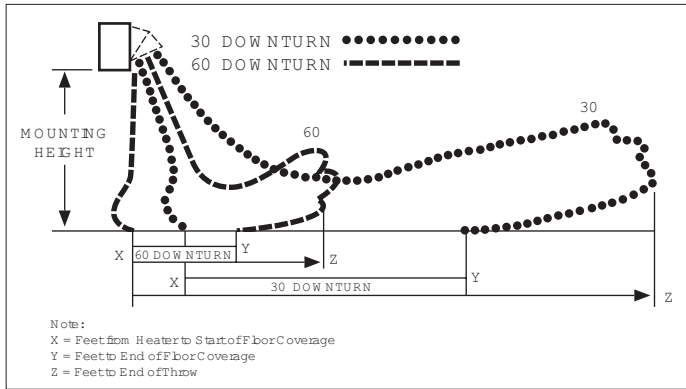 30 DOWNTURN
60 DOWNTURN
MOUNTING
HEIGHT
60
30
X 60 DOWNTURN Y
Z
X 30 DOWNTURN Y
Z
Note:
X = Feet from Heater to Start of Floor Coverage
Y = Feet to End of Floor Coverage
Z = Feet to End of Throw